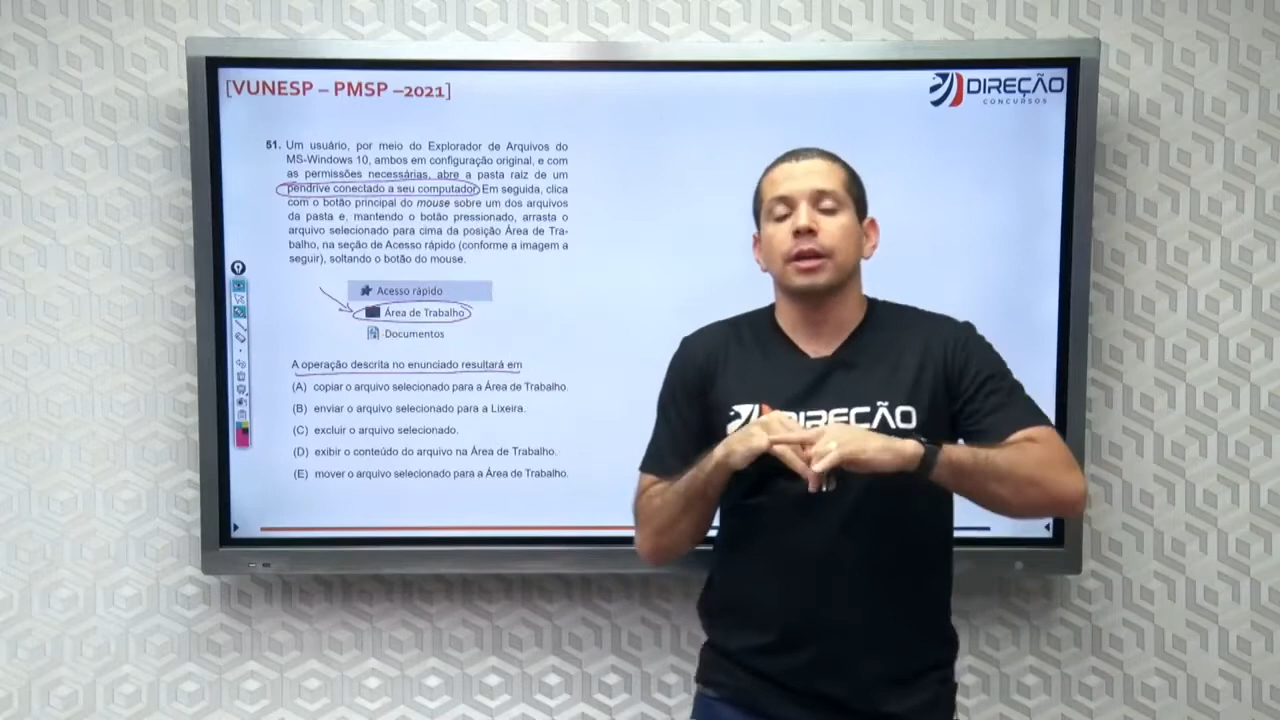 [VUNESP – PMSP –2021]
DIREÇÃO
CONCURSOS
51. Um usuário, por meio do Explorador de Arquivos do
MS-Windows 10, ambos em configuração original, e com
as permissões necessárias, abre a pasta raiz de um
pendrive conectado a seu computador. Em seguida, clica
com o botão principal do mouse sobre um dos arquivos
da pasta e, mantendo o botão pressionado, arrasta o
arquivo selecionado para cima da posição Área de Tra-
balho, na seção de Acesso rápido (conforme a imagem a
seguir), soltando o botão do mouse.
Acesso rápido
Área de Trabalho
Documentos
A operação descrita no enunciado resultará em
(A) copiar o arquivo selecionado para a Área de Trabalho.
(B) enviar o arquivo selecionado para a Lixeira.
(C) excluir o arquivo selecionado.
(D) exibir o conteúdo do arquivo na Área de Trabalho.
(E) mover o arquivo selecionado para a Área de Trabalho.
DIREÇÃO